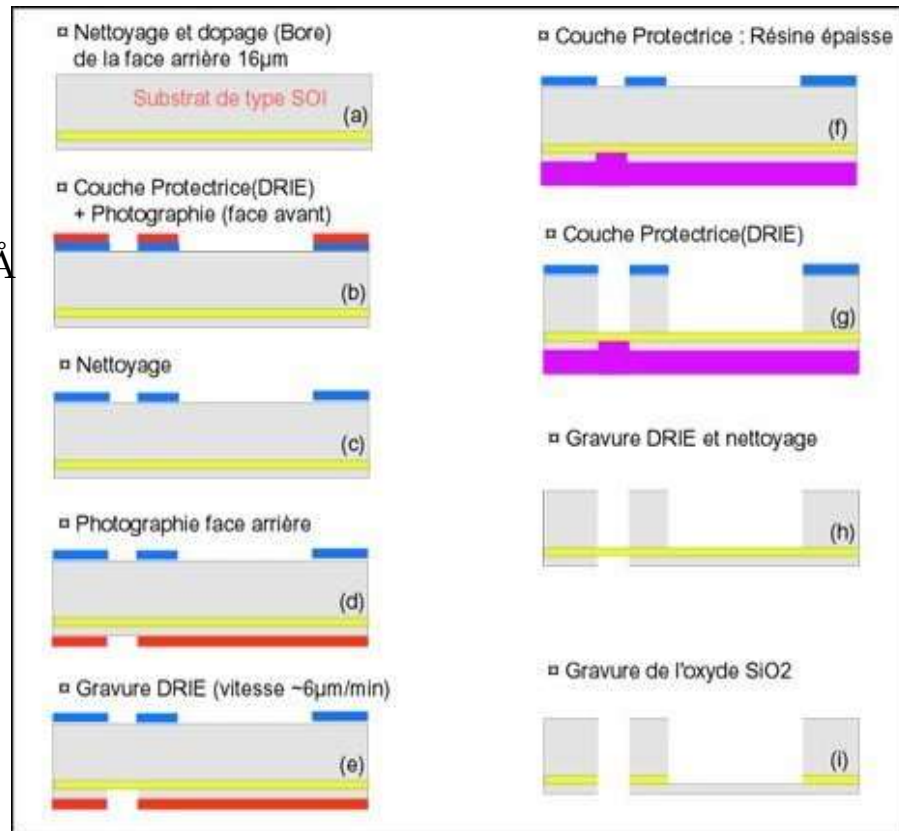 ¤ Nettoyage et dopage (Bore)
de la face arrière 16µm
Substrat de type SOI
(a)
¤ Couche Protectrice(DRIE)
+ Photographie (face avant)
Å
(b)
¤ Nettoyage
(c)
¤ Photographie face arrière
(d)
¤ Gravure DRIE (vitesse ~6µm/min)
(e)
¤ Couche Protectrice : Résine épaisse
(f)
¤ Couche Protectrice(DRIE)
(g)
¤ Gravure DRIE et nettoyage
(h)
¤ Gravure de l'oxyde SiO2
(i)